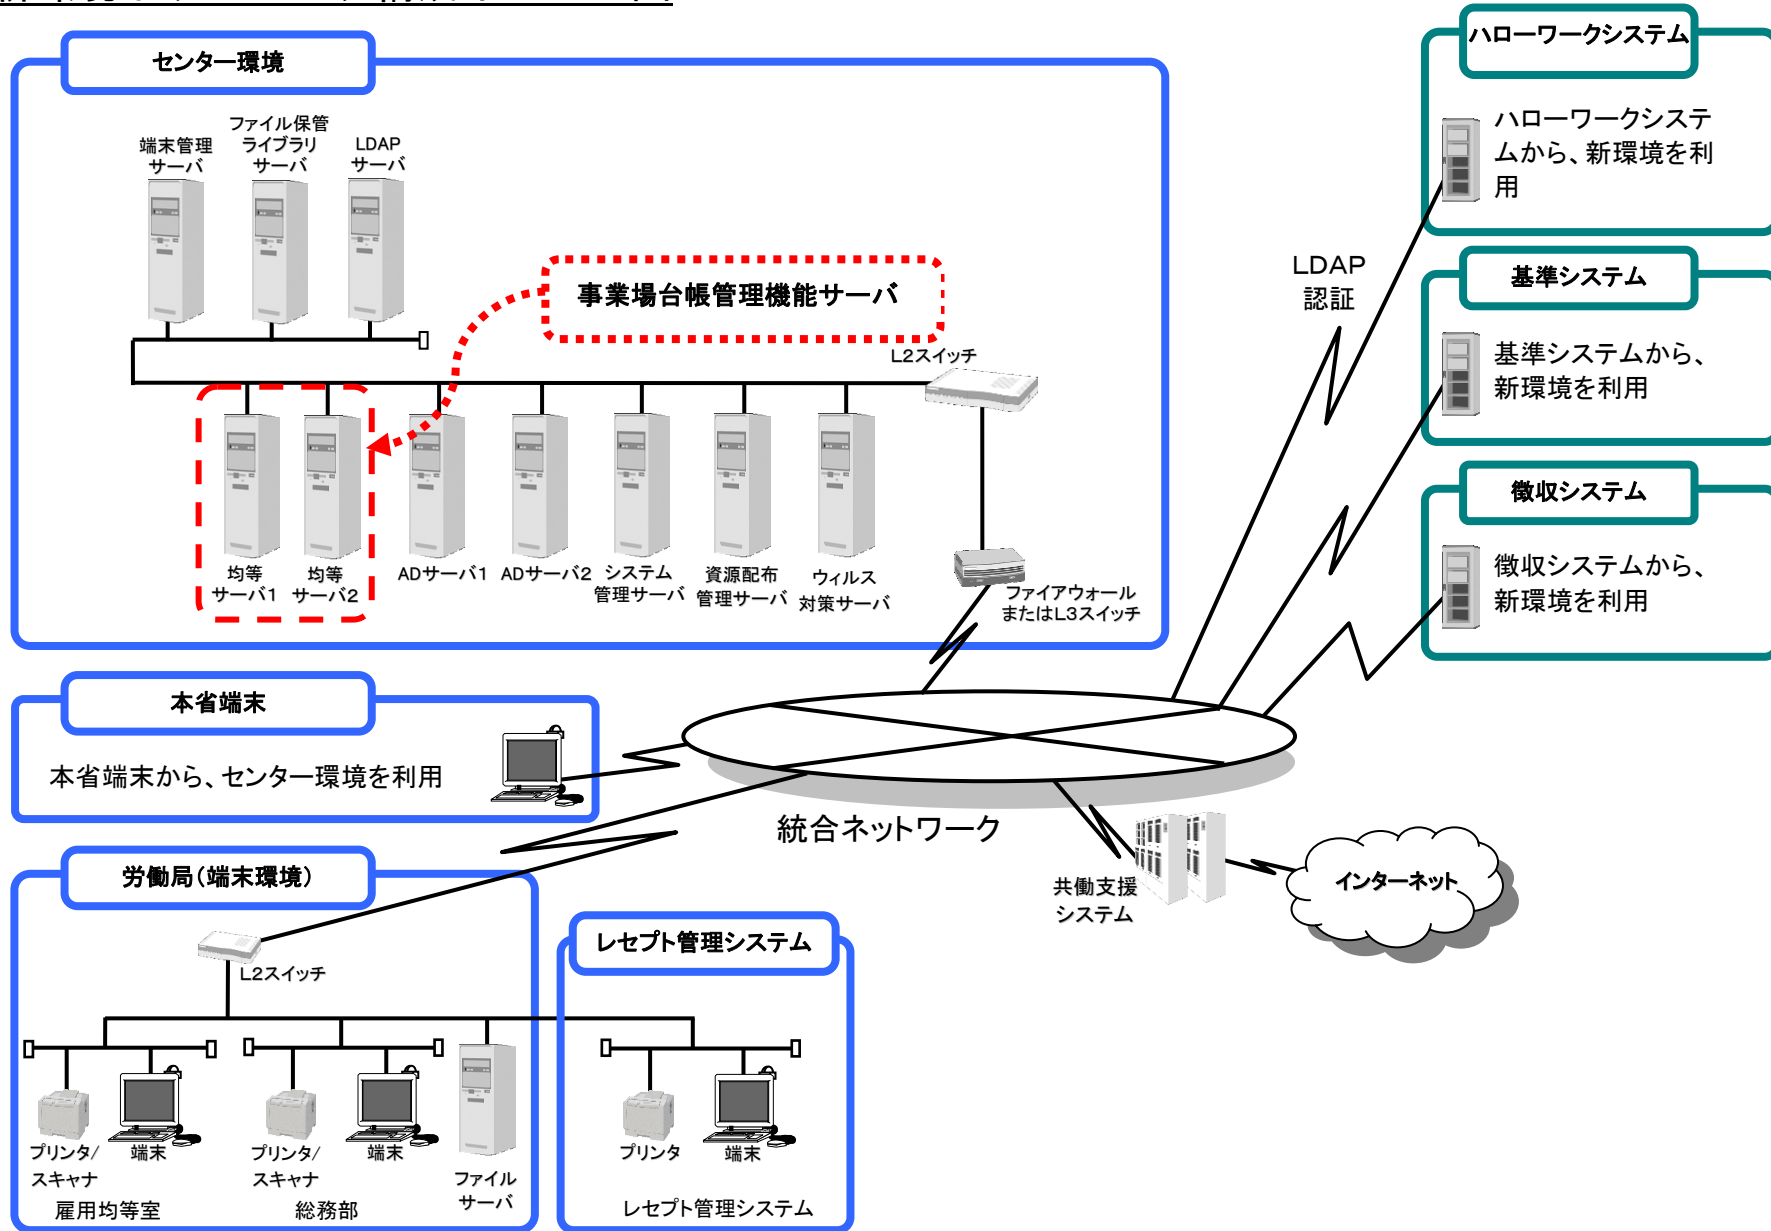 センター環境
端末管理
サーバ
ファイル保管
ライブラリ
サーバ
LDAP
サーバ
事業場台帳管理機能サーバ
L2スイッチ
均等
サーバ1
均等
サーバ2
ADサーバ1
ADサーバ2
システム
管理サーバ
資源配布
管理サーバ
ウィルス
対策サーバ
ファイアウォール
またはL3スイッチ
ハローワークシステム
ハローワークシステ
ムから、新環境を利
用
LDAP
認証
基準システム
基準システムから、
新環境を利用
徴収システム
徴収システムから、
新環境を利用
本省端末
本省端末から、センター環境を利用
統合ネットワーク
共働支援
システム
インターネット
労働局(端末環境)
L2スイッチ
プリンタ/
スキャナ
端末
雇用均等室
プリンタ/
スキャナ
端末
総務部
ファイル
サーバ
レセプト管理システム
プリンタ
端末
レセプト管理システム